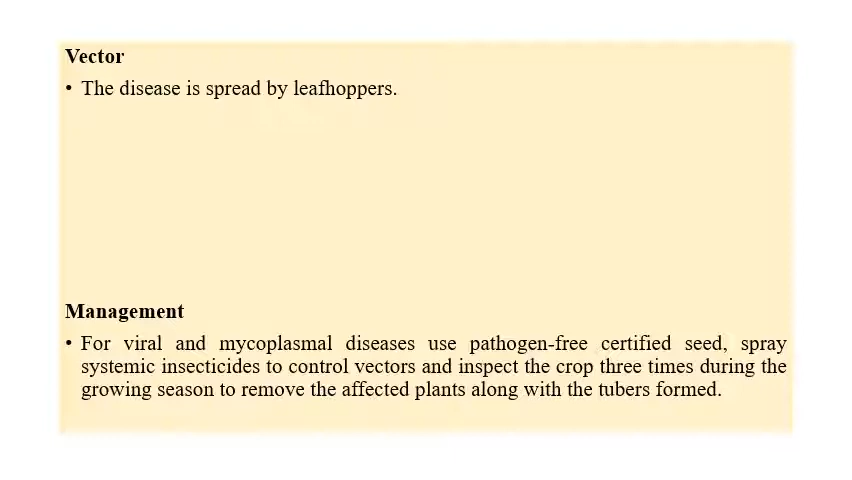 Vector
• The disease is spread by leafhoppers.
Management
• For viral and mycoplasmal diseases use pathogen-free certified seed, spray
systemic insecticides to control vectors and inspect the crop three times during the
growing season to remove the affected plants along with the tubers formed.